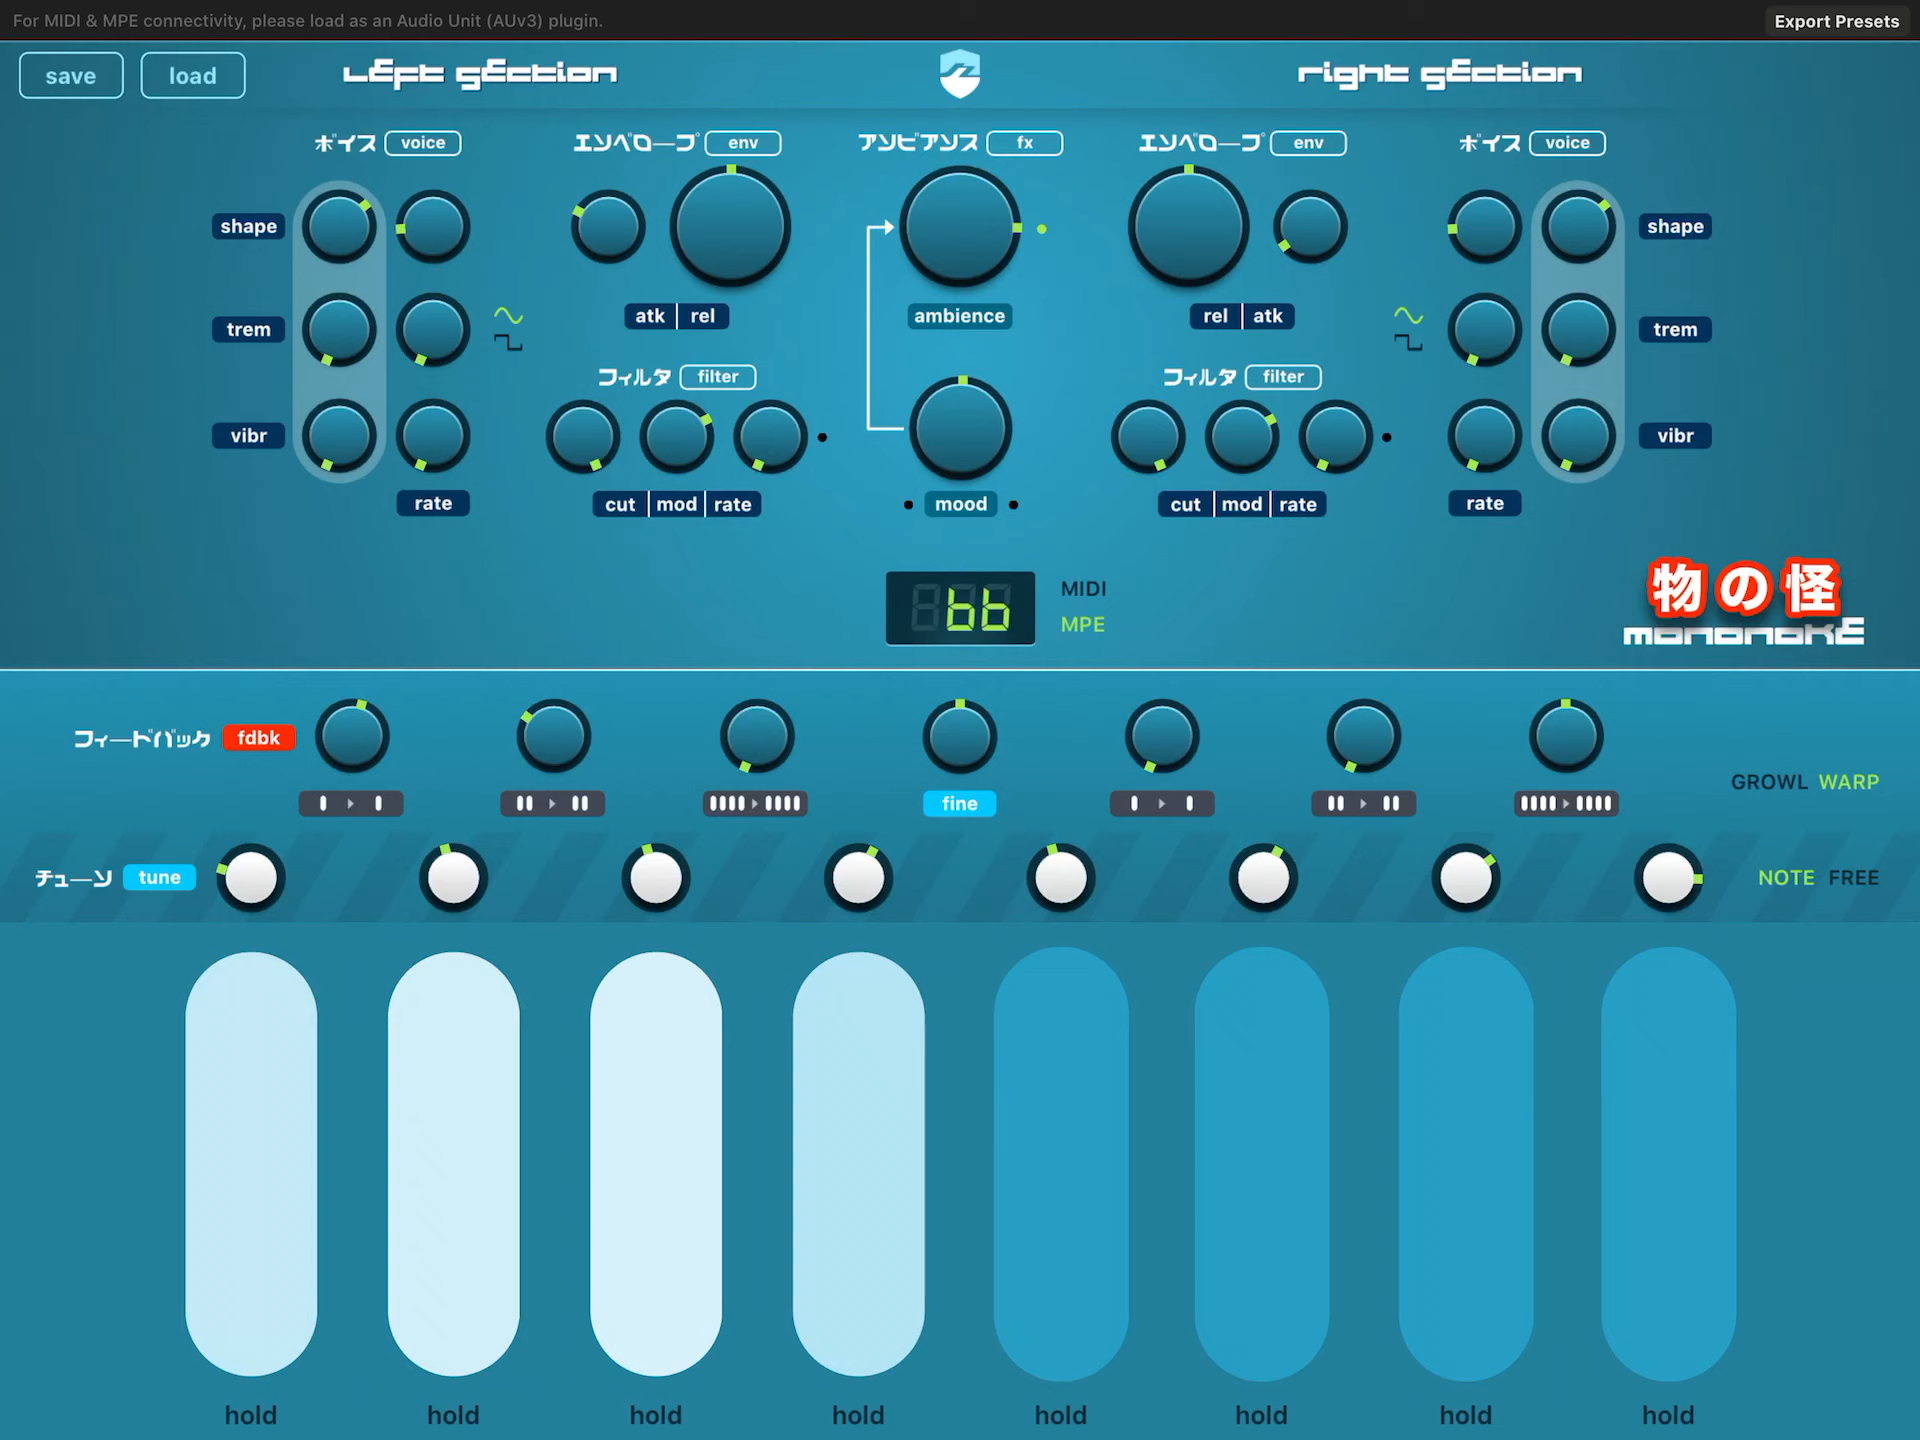 For MIDI & MPE connectivity, please load as an Audio Unit (AUv3) plugin.
Export Presets
save
load
LEFT SECTION
RIGHT SECTION
ボイス voice
エンベロープ env
アンビアンス fx
エンベロープ env
ボイス voice
shape
shape
atk | rel
ambience
rel | atk
trem
trem
フィルタ filter
フィルタ filter
vibr
vibr
rate
cut | mod | rate
mood
cut | mod | rate
rate
bb
MIDI
MPE
物の怪
MONONOKE
フィードバック fdbk
fine
GROWL WARP
チューン tune
NOTE FREE
hold
hold
hold
hold
hold
hold
hold
hold